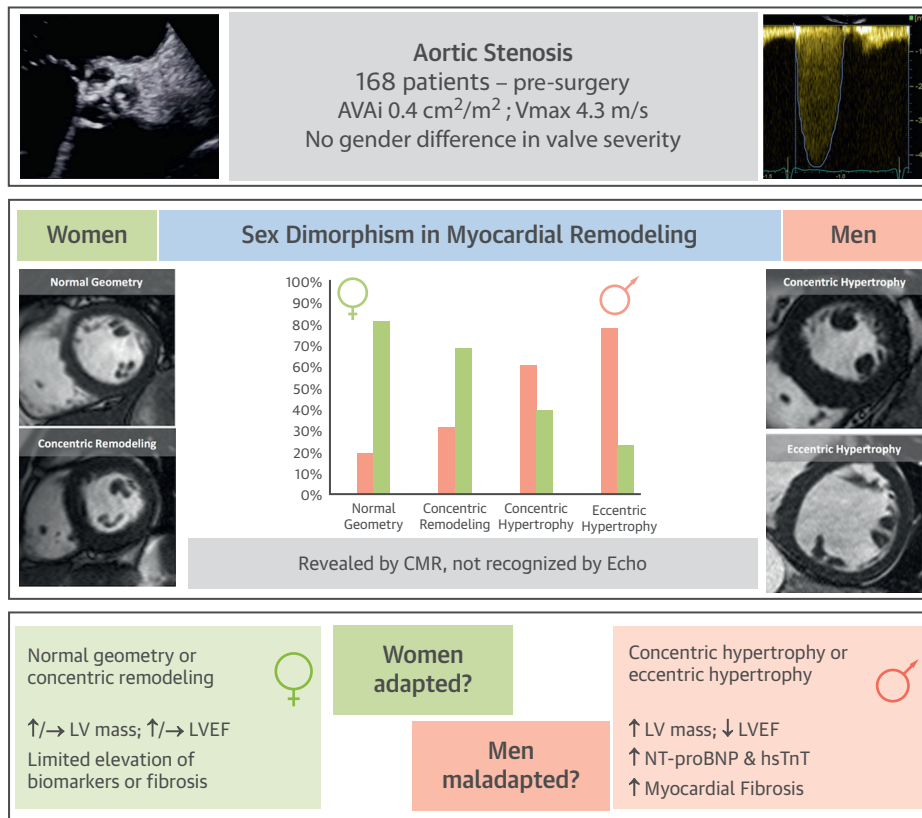 Aortic Stenosis
168 patients – pre-surgery
AVAi 0.4 cm²/m² ; Vmax 4.3 m/s
No gender difference in valve severity
Women
Sex Dimorphism in Myocardial Remodeling
Men
Normal Geometry
Concentric Remodeling
100%
90%
80%
70%
60%
50%
40%
30%
20%
10%
0%
Normal
Geometry
Concentric
Remodeling
Concentric
Hypertrophy
Eccentric
Hypertrophy
Revealed by CMR, not recognized by Echo
Concentric Hypertrophy
Eccentric Hypertrophy
Normal geometry or
concentric remodeling
↑/→ LV mass; ↑/→ LVEF
Limited elevation of
biomarkers or fibrosis
Women
adapted?
Men
maladapted?
Concentric hypertrophy or
eccentric hypertrophy
↑ LV mass; ↓ LVEF
↑ NT-proBNP & hsTnT
↑ Myocardial Fibrosis